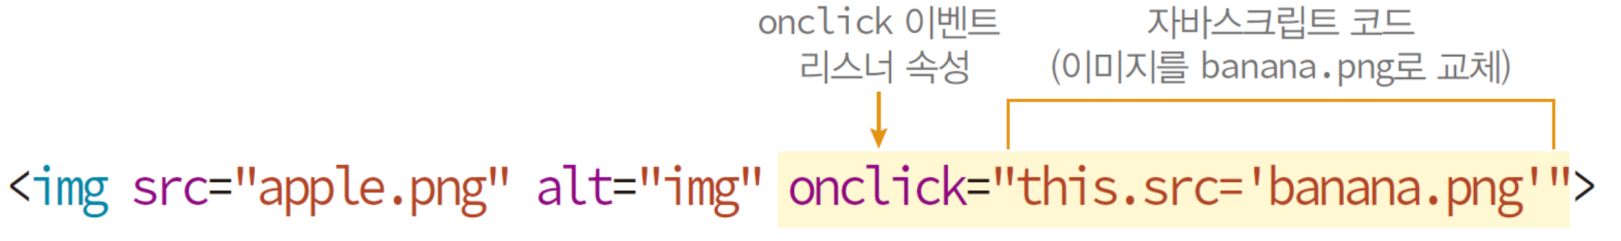 onclick 이벤트
리스너 속성
자바스크립트 코드
(이미지를 banana.png로 교체)
<img src="apple.png" alt="img" onclick="this.src='banana.png'">